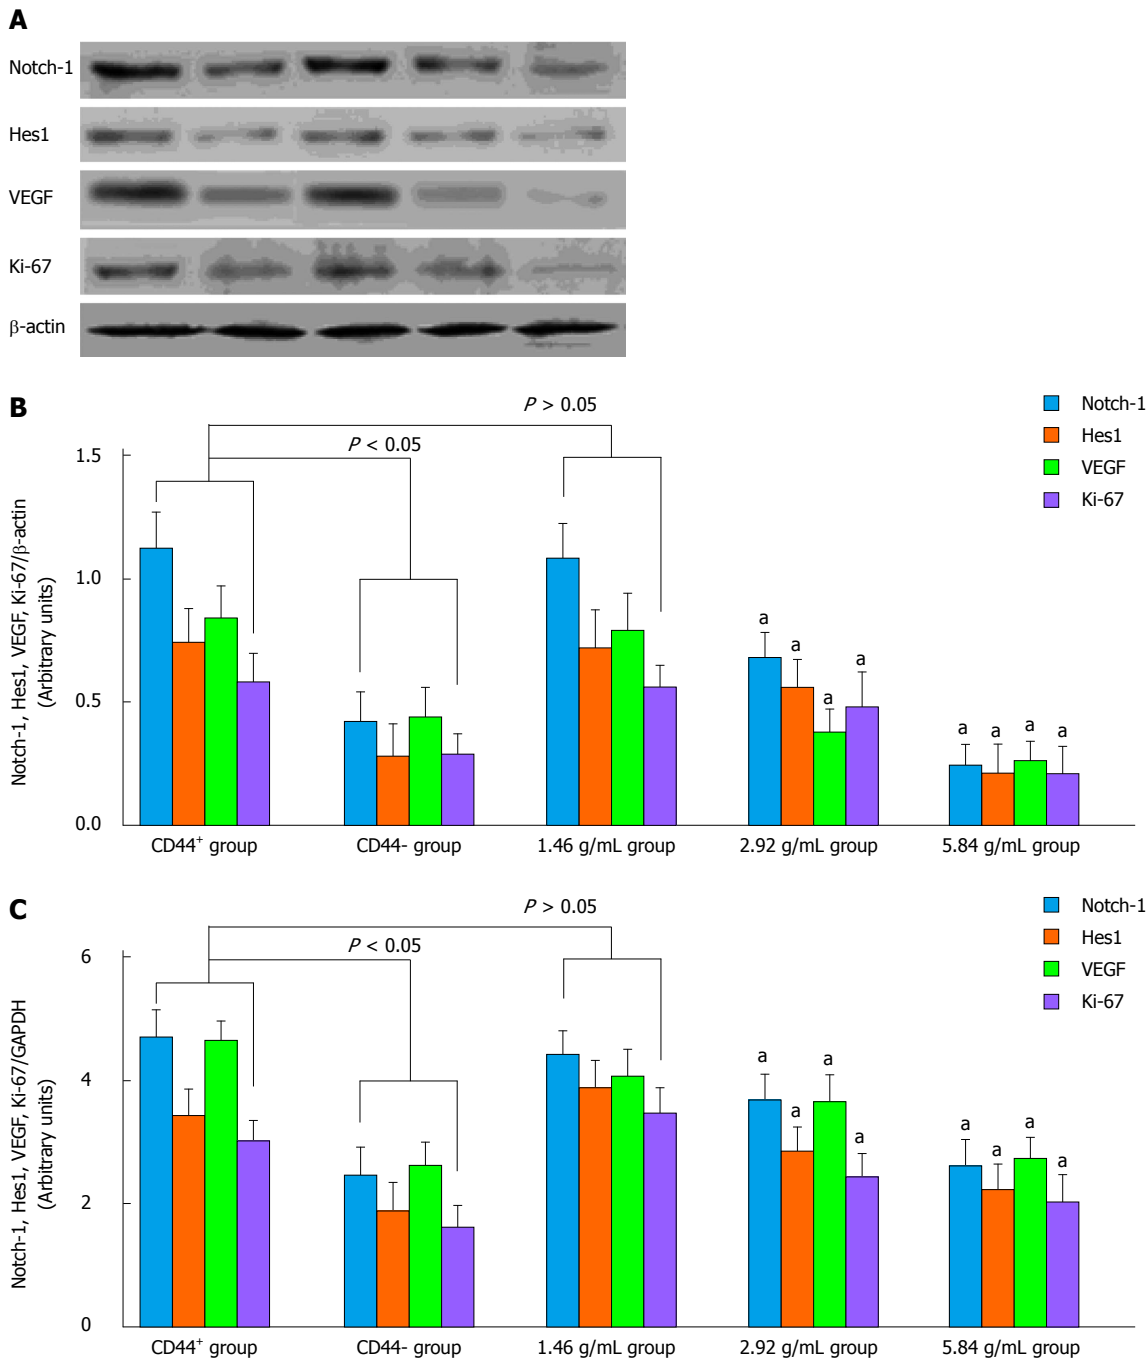 A
Notch-1
Hes1
VEGF
Ki-67
β-actin
B
P > 0.05
P < 0.05
Notch-1
Hes1
VEGF
Ki-67
Notch-1, Hes1, VEGF, Ki-67/β-actin
(Arbitrary units)
1.5
1.0
0.5
0.0
a a a a
a a a a
CD44+ group CD44- group 1.46 g/mL group 2.92 g/mL group 5.84 g/mL group
C
P > 0.05
P < 0.05
Notch-1
Hes1
VEGF
Ki-67
Notch-1, Hes1, VEGF, Ki-67/GAPDH
(Arbitrary units)
6
4
2
0
a a a a
a a a a
CD44+ group CD44- group 1.46 g/mL group 2.92 g/mL group 5.84 g/mL group